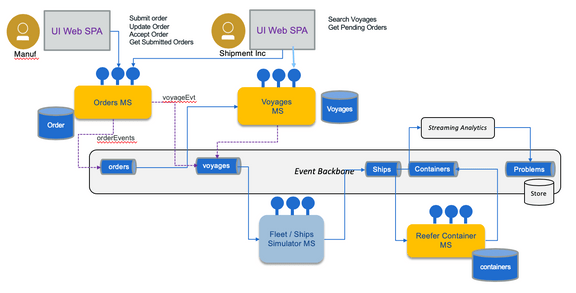 UI Web SPA
Manuf
Submit order
Update Order
Accept Order
Get Submitted Orders
UI Web SPA
Shipment Inc
Search Voyages
Get Pending Orders
Orders MS
Order
voyageEvt
orderEvents
Voyages
MS
Voyages
Streaming Analytics
orders
voyages
Event Backbone
Ships
Containers
Problems
Store
Fleet / Ships
Simulator MS
Reefer Container
MS
containers